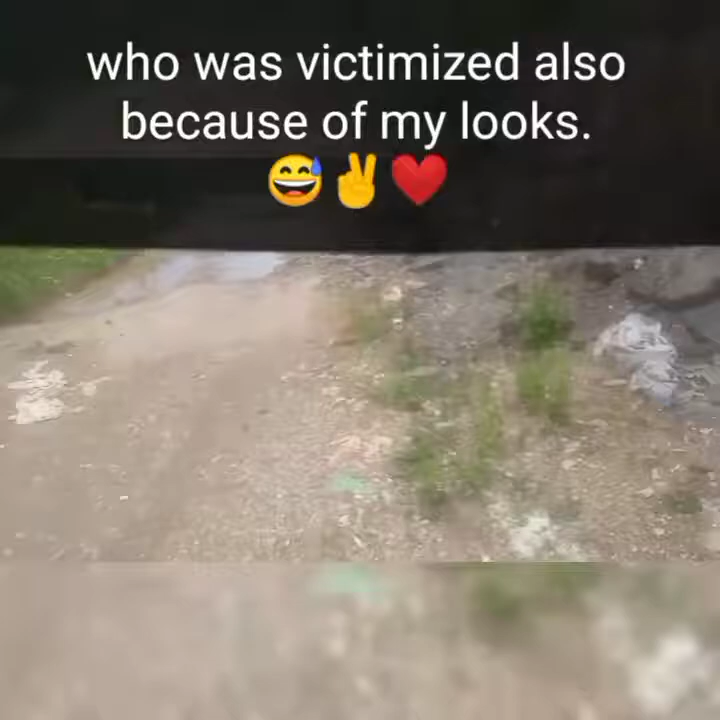 who was victimized also
because of my looks.
😅✌️❤️